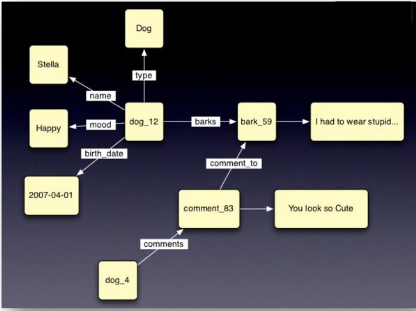 Dog
Stella
type
name
Happy
mood
dog_12
barks
bark_59
I had to wear stupid...
birth_date
comment_to
2007-04-01
comment_83
You look so Cute
comments
dog_4